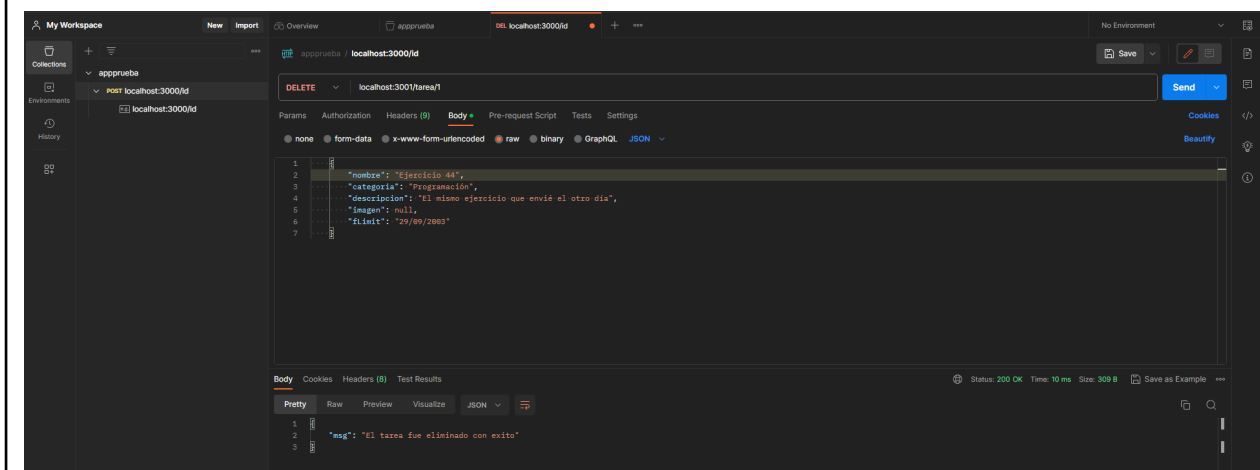 My Workspace New Import Overview appprueba DEL localhost:3000/id No Environment
Collections appprueba / localhost:3000/id Save
appprueba
DELETE localhost:3001/tarea/1 Send
POST localhost:3000/id
Environments
localhost:3000/id
Params Authorization Headers (9) Body Pre-request Script Tests Settings Cookies
History
none form-data x-www-form-urlencoded raw binary GraphQL JSON Beautify
1 {
2 "nombre": "Ejercicio 44",
3 "categoria": "Programación",
4 "descripcion": "El mismo ejercicio que envié el otro dia",
5 "imagen": null,
6 "fLimit": "29/09/2003"
7 }
Body Cookies Headers (8) Test Results Status: 200 OK Time: 10 ms Size: 309 B Save as Example
Pretty Raw Preview Visualize JSON
1 {
2 "msg": "El tarea fue eliminado con exito"
3 }